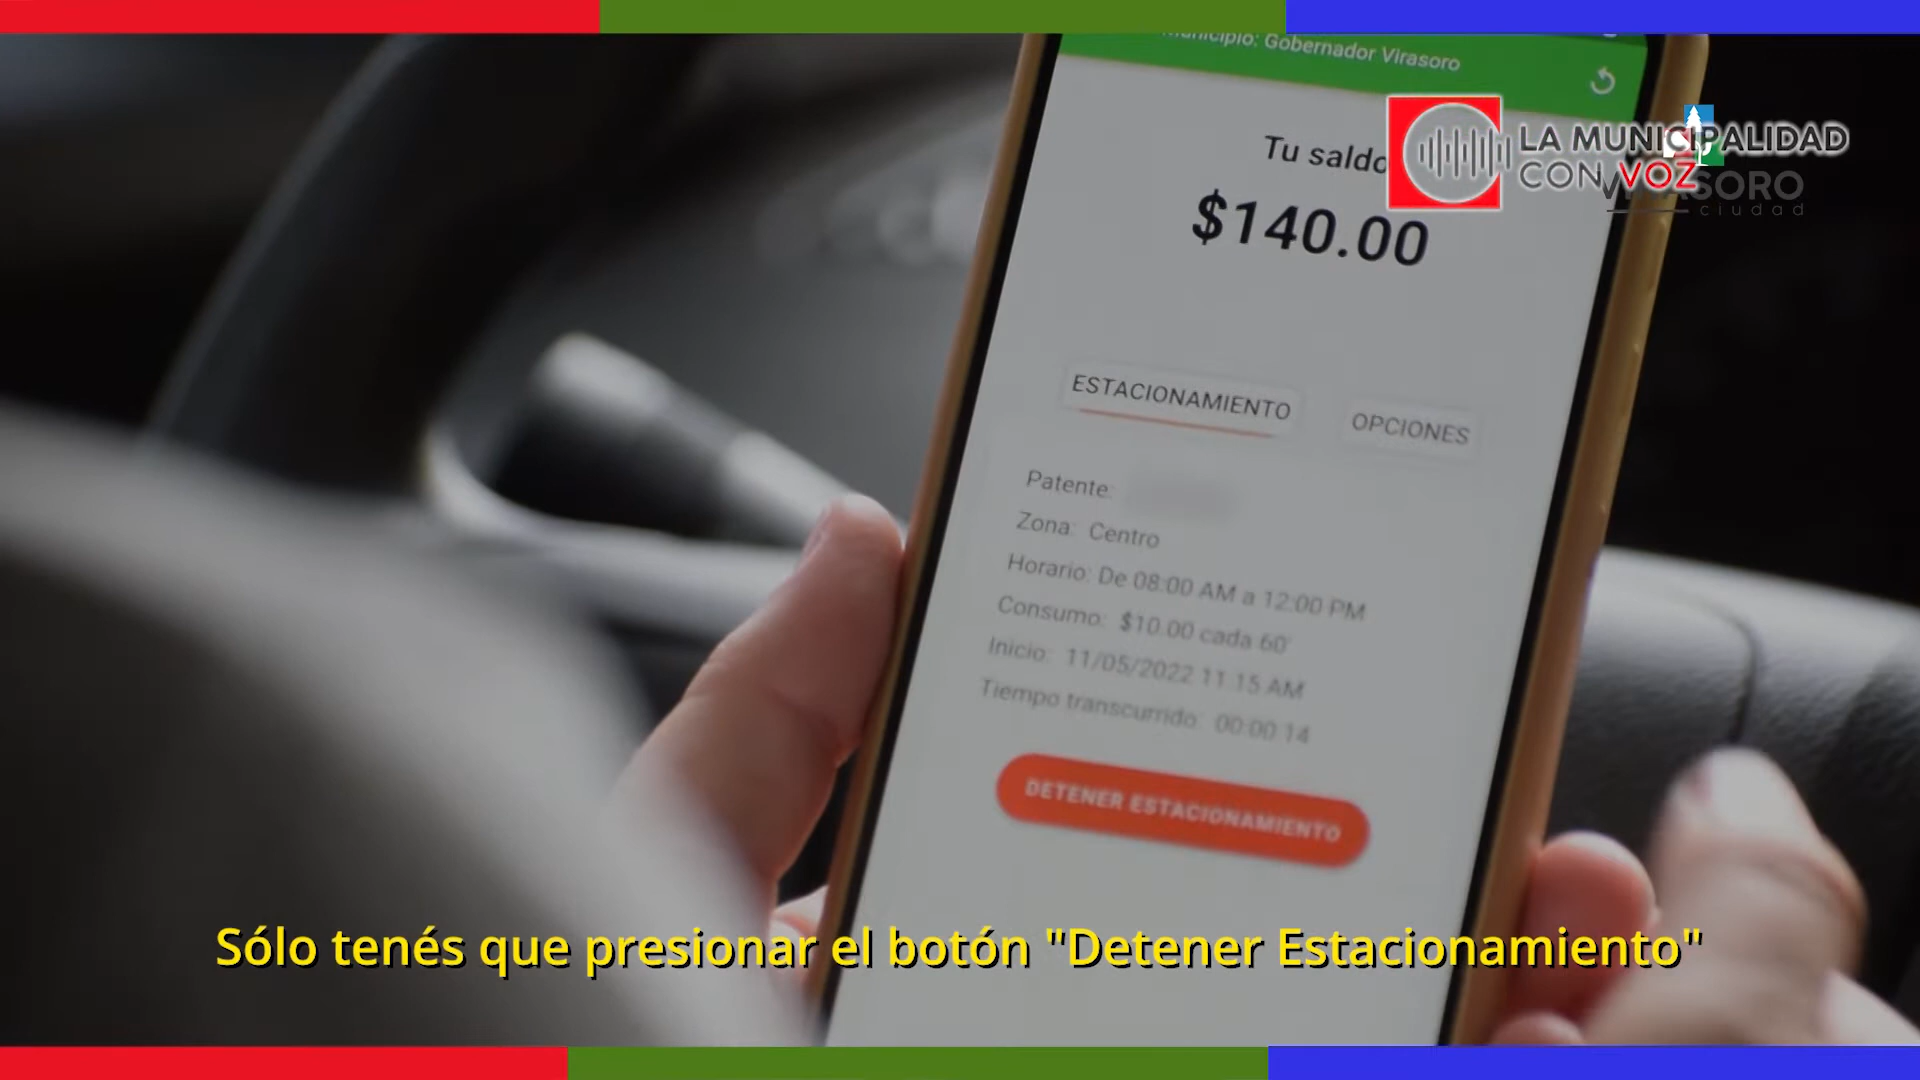 Municipio: Gobernador Virasoro
LA MUNICIPALIDAD
CON VOZ
ciudad
Tu saldo
$140.00
ESTACIONAMIENTO
OPCIONES
Patente:
Zona: Centro
Horario: De 08:00 AM a 12:00 PM
Consumo: $10.00 cada 60'
Inicio: 11/05/2022 11:15 AM
Tiempo transcurrido: 00:00:14
DETENER ESTACIONAMIENTO
Sólo tenés que presionar el botón "Detener Estacionamiento"